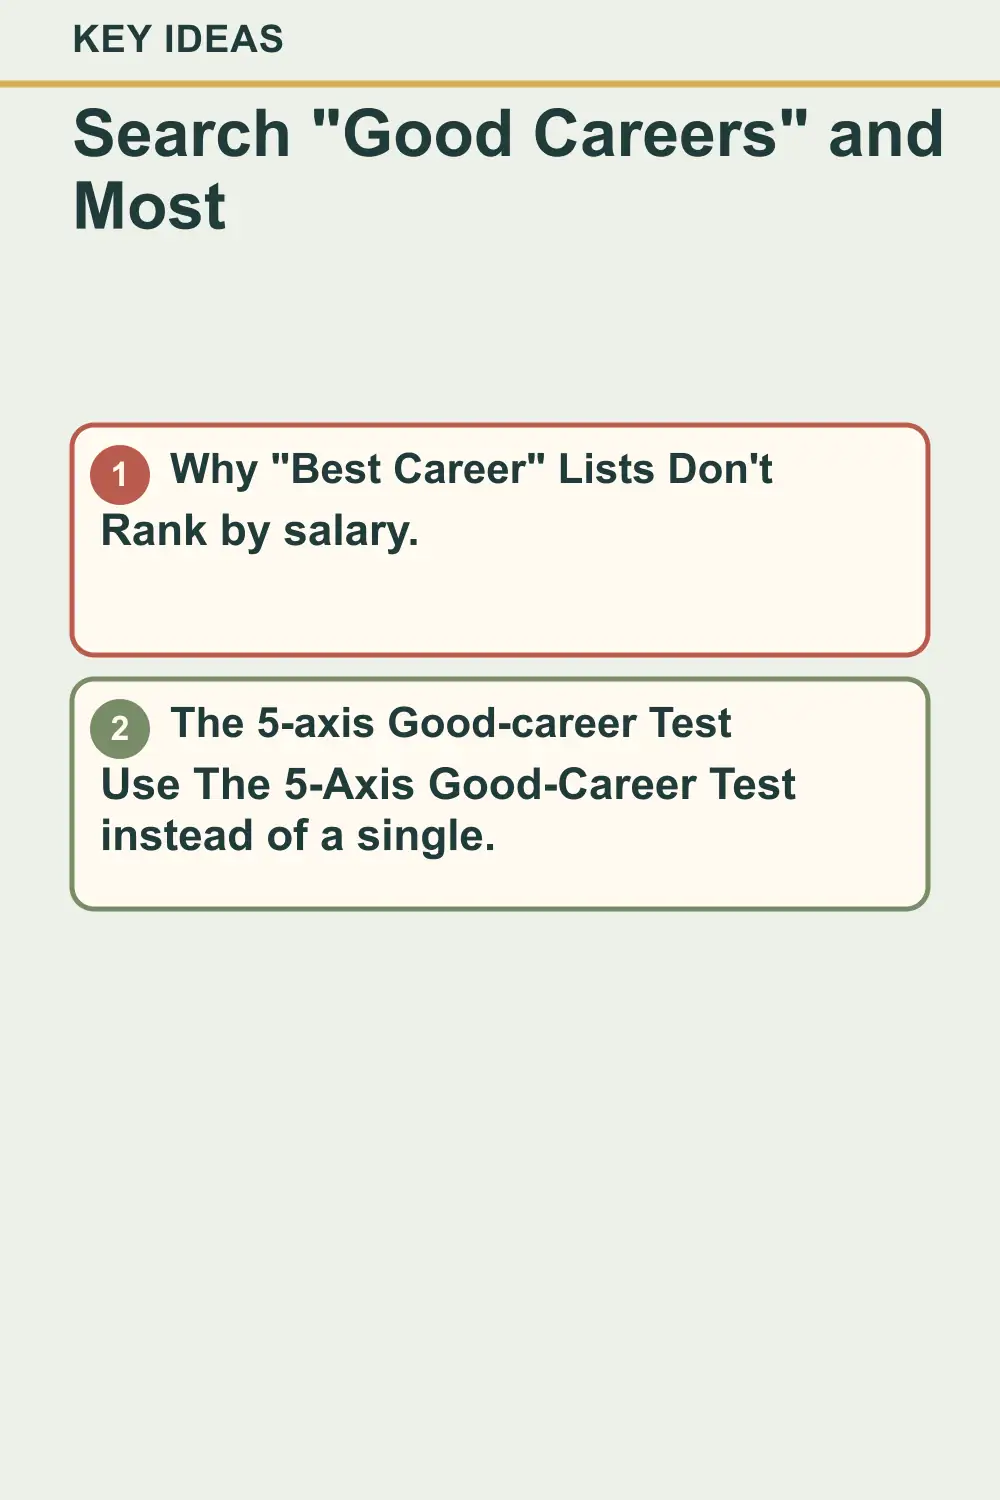 KEY IDEAS
Search "Good Careers" and
Most
1 Why "Best Career" Lists Don't
Rank by salary.
2 The 5-axis Good-career Test
Use The 5-Axis Good-Career Test
instead of a single.